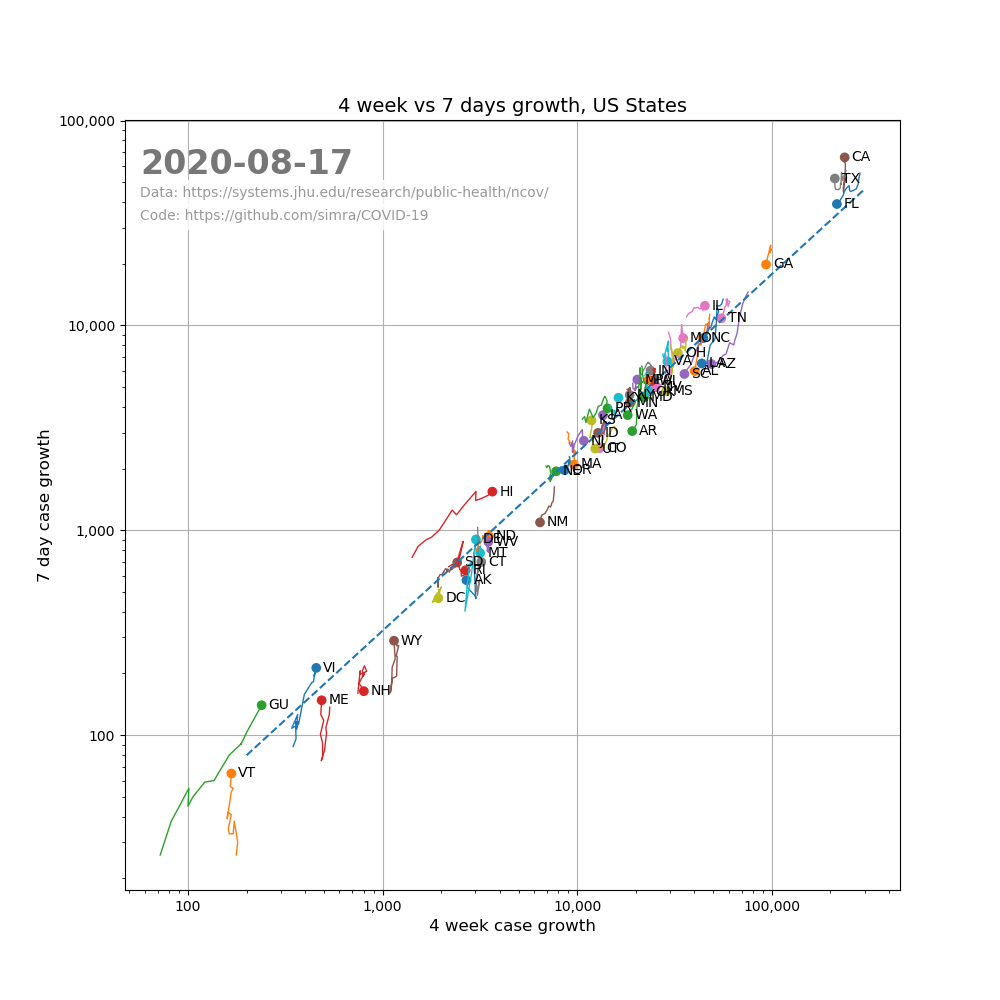 4 week vs 7 days growth, US States
100,000
2020-08-17
CA
TX
Data: https://systems.jhu.edu/research/public-health/ncov/
FL
Code: https://github.com/simra/COVID-19
GA
IL
TN
10,000
NC
OH
VA
AZ
AL
SC
IN
MS
MD
MN
PR
WA
KS
AR
ID
NJ
CO
MA
OR
NE
HI
NM
1,000
ND
DE
WV
MT
CT
SD
RI
AK
DC
WY
VI
NH
ME
GU
100
VT
7 day case growth
100
1,000
10,000
100,000
4 week case growth